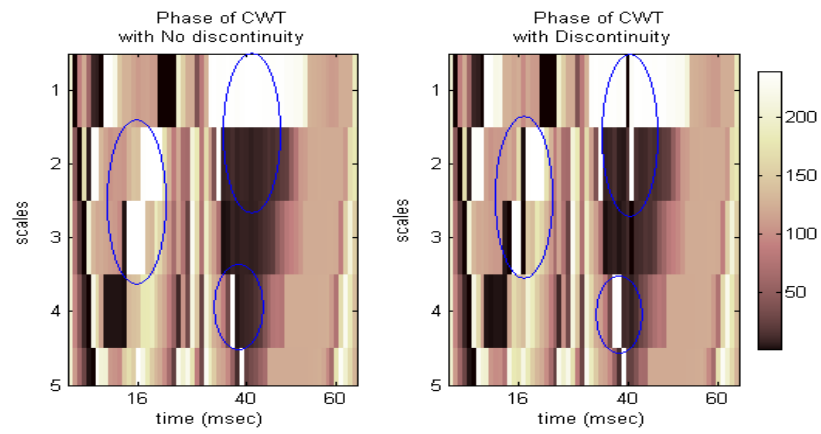 Phase of CWT
with No discontinuity
Phase of CWT
with Discontinuity
scales
1
2
3
4
5
16
40
60
time (msec)
scales
1
2
3
4
5
16
40
60
time (msec)
200
150
100
50